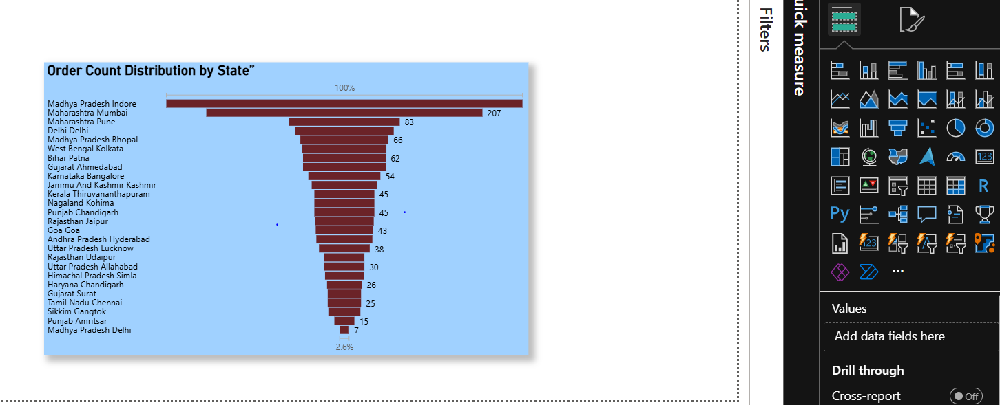 Order Count Distribution by State”
100%
Madhya Pradesh Indore
Maharashtra Mumbai 207
Maharashtra Pune 83
Delhi Delhi
Madhya Pradesh Bhopal 66
West Bengal Kolkata
Bihar Patna 62
Gujarat Ahmedabad
Karnataka Bangalore 54
Jammu And Kashmir Kashmir
Kerala Thiruvananthapuram 45
Nagaland Kohima
Punjab Chandigarh 45
Rajasthan Jaipur
Goa Goa 43
Andhra Pradesh Hyderabad
Uttar Pradesh Lucknow 38
Rajasthan Udaipur
Uttar Pradesh Allahabad 30
Himachal Pradesh Simla
Haryana Chandigarh 26
Gujarat Surat
Tamil Nadu Chennai 25
Sikkim Gangtok
Punjab Amritsar 15
Madhya Pradesh Delhi 7
2.6%
Filters
uick measure
123
R
Py
123
Values
Add data fields here
Drill through
Cross-report Off